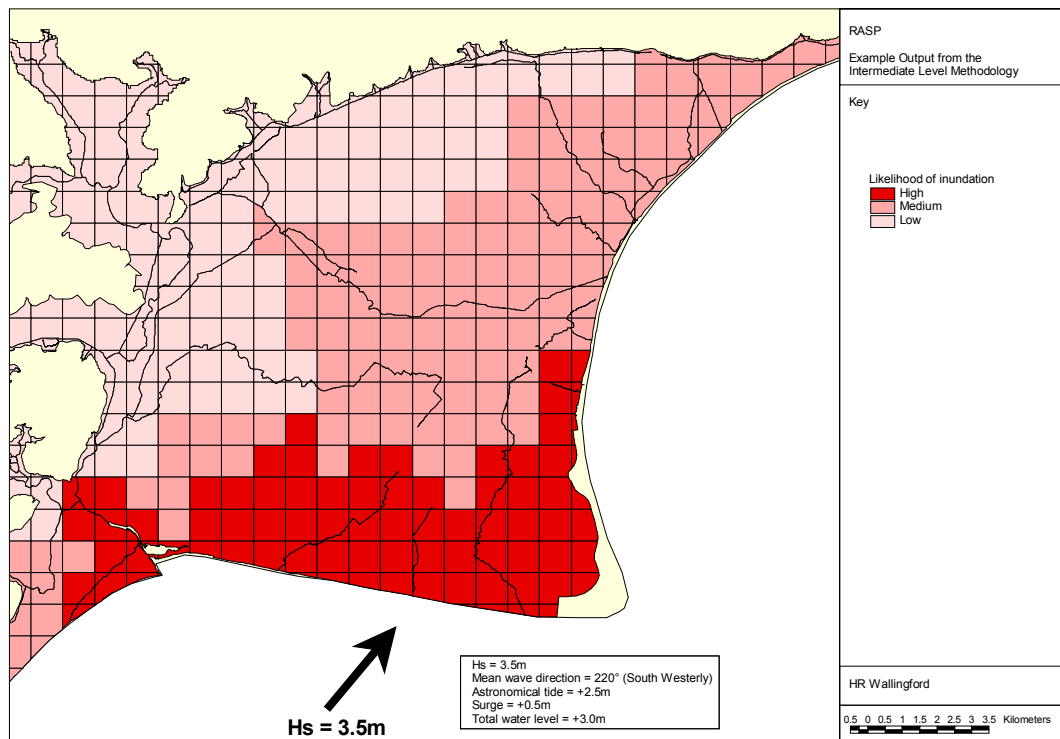 RASP
Example Output from the
Intermediate Level Methodology
Key
Likelihood of inundation
High
Medium
Low
Hs = 3.5m
Mean wave direction = 220° (South Westerly)
Astronomical tide = +2.5m
Surge = +0.5m
Total water level = +3.0m
Hs = 3.5m
HR Wallingford
0.5 0 0.5 1 1.5 2 2.5 3 3.5 Kilometers